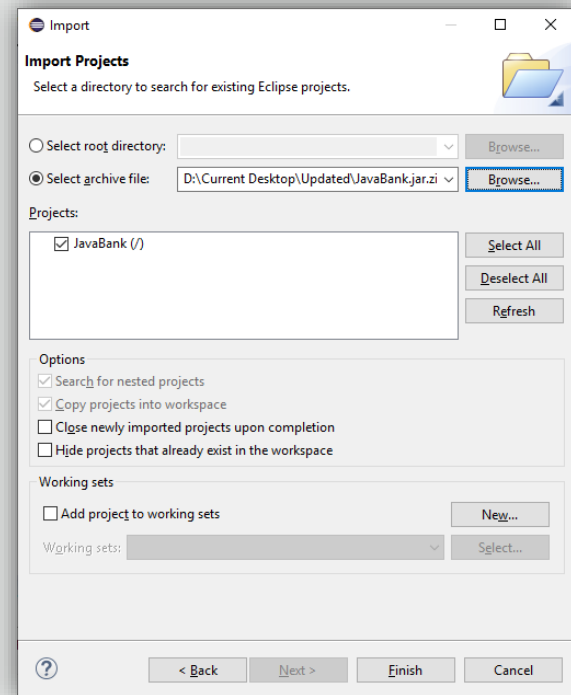 Import
Import Projects
Select a directory to search for existing Eclipse projects.
Select root directory:
Browse...
Select archive file:
D:\Current Desktop\Updated\JavaBank.jar.zi
Browse...
Projects:
JavaBank (/)
Select All
Deselect All
Refresh
Options
Search for nested projects
Copy projects into workspace
Close newly imported projects upon completion
Hide projects that already exist in the workspace
Working sets
Add project to working sets
New...
Working sets:
Select...
?
< Back
Next >
Finish
Cancel